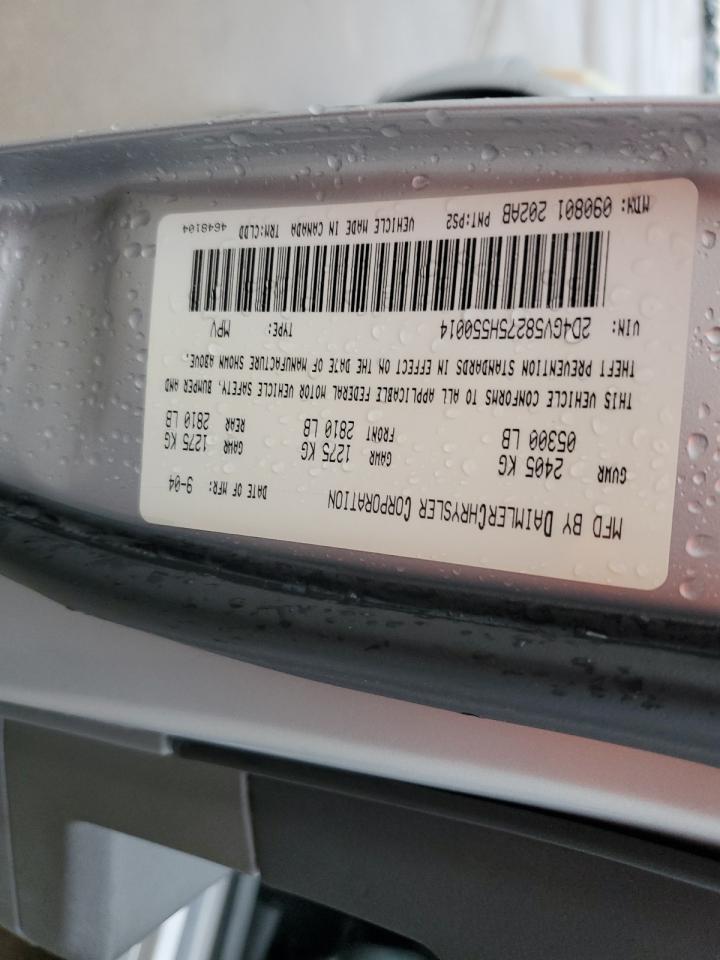 MFD BY DAIMLERCHRYSLER CORPORATION DATE OF MFR: 9-04
GVWR 2405 KG GAWR 1275 KG GAWR 1275 KG
05300 LB FRONT 2810 LB REAR 2810 LB
THIS VEHICLE CONFORMS TO ALL APPLICABLE FEDERAL MOTOR VEHICLE SAFETY, BUMPER AND
THEFT PREVENTION STANDARDS IN EFFECT ON THE DATE OF MANUFACTURE SHOWN ABOVE.
VIN: 2D4GV58275H550014 TYPE: MPV
MDH: 090801 202AB PNT:PS2 VEHICLE MADE IN CANADA TRM:CLDD 4648104